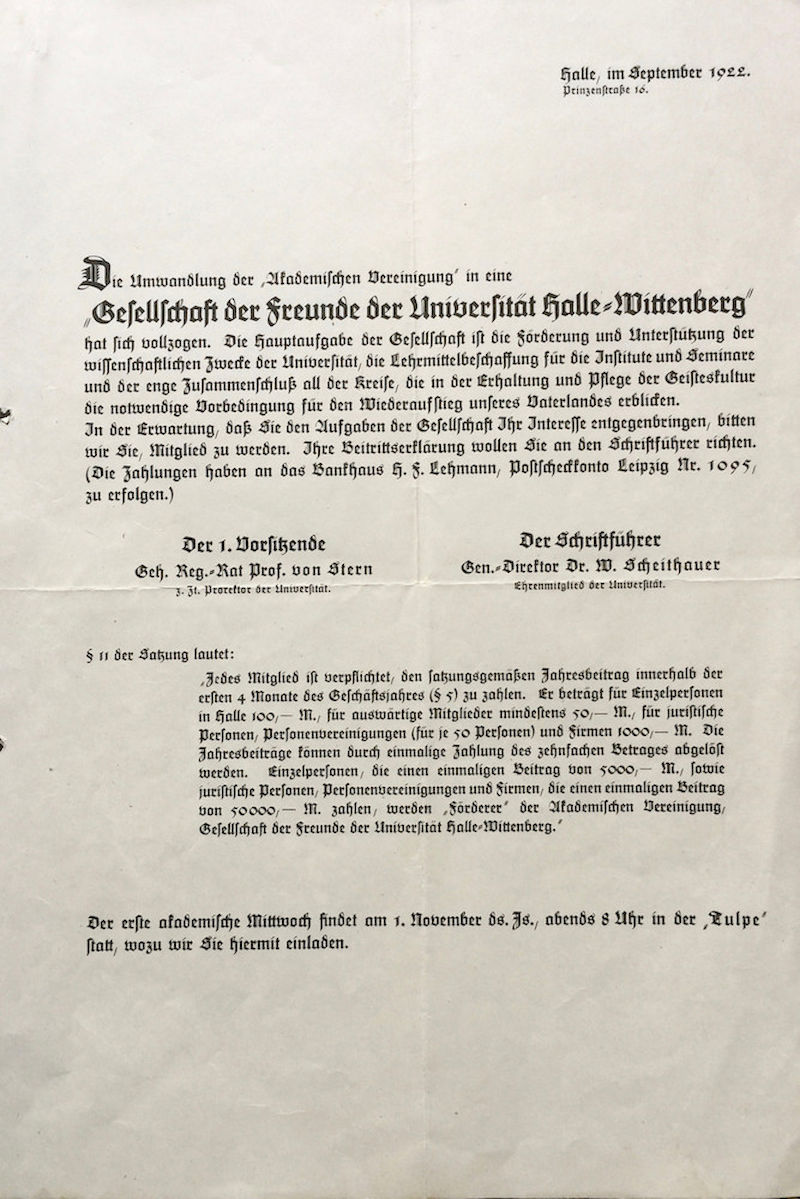 Halle, im September 1922.
Prinzenstraße 16.
Die Umwandlung der „Akademischen Vereinigung“ in eine
„Gesellschaft der Freunde der Universität Halle-Wittenberg“
hat sich vollzogen. Die Hauptaufgabe der Gesellschaft ist die Förderung und Unterstützung der
wissenschaftlichen Zwecke der Universität, die Lehrmittelbeschaffung für die Institute und Seminare
und der enge Zusammenschluß all der Kreise, die in der Erhaltung und Pflege der Geisteskultur
die notwendige Vorbedingung für den Wiederaufstieg unseres Vaterlandes erblicken.
In der Erwartung, daß Sie den Aufgaben der Gesellschaft Ihr Interesse entgegenbringen, bitten
wir Sie, Mitglied zu werden. Ihre Beitrittserklärung wollen Sie an den Schriftführer richten.
(Die Zahlungen haben an das Bankhaus H. F. Lehmann, Postscheckkonto Leipzig Nr. 1095,
zu erfolgen.)
Der 1. Vorsitzende
Geh. Reg.-Rat Prof. von Stern
z. Zt. Prorektor der Universität.
Der Schriftführer
Gen.-Direktor Dr. W. Scheithauer
Ehrenmitglied der Universität.
§ 11 der Satzung lautet:
„Jedes Mitglied ist verpflichtet, den satzungsgemäßen Jahresbeitrag innerhalb der
ersten 4 Monate des Geschäftsjahres (§ 5) zu zahlen. Er beträgt für Einzelpersonen
in Halle 100,— M., für auswärtige Mitglieder mindestens 50,— M., für juristische
Personen, Personenvereinigungen (für je 50 Personen) und Firmen 1000,— M. Die
Jahresbeiträge können durch einmalige Zahlung des zehnfachen Betrages abgelöst
werden. Einzelpersonen, die einen einmaligen Beitrag von 5000,— M., sowie
juristische Personen, Personenvereinigungen und Firmen, die einen einmaligen Beitrag
von 50000,— M. zahlen, werden „Förderer“ der Akademischen Vereinigung,
Gesellschaft der Freunde der Universität Halle-Wittenberg.“
Der erste akademische Mittwoch findet am 1. November ds. Js., abends 8 Uhr in der „Tulpe“
statt, wozu wir Sie hiermit einladen.